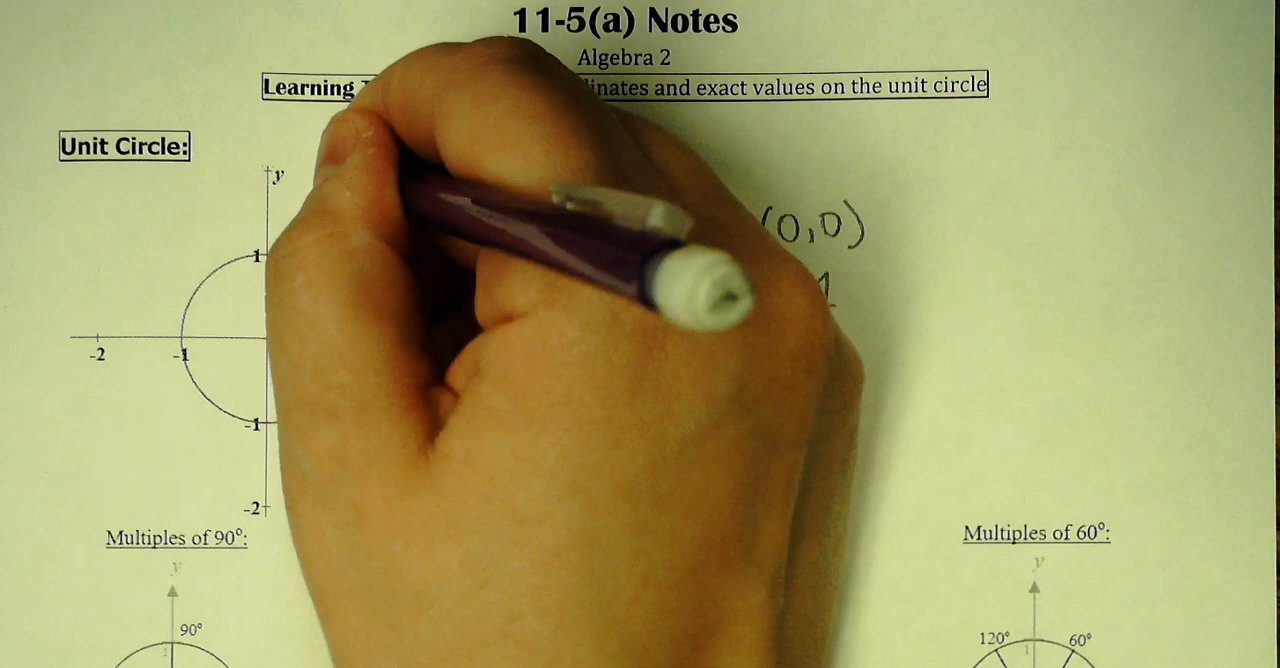 11-5(a) Notes
Algebra 2
Learning and exact values on the unit circle
Unit Circle:
y
(0,0)
1
1
-2
-1
-1
-2
Multiples of 90°:
Multiples of 60°:
y
y
90°
120°
60°
1
1